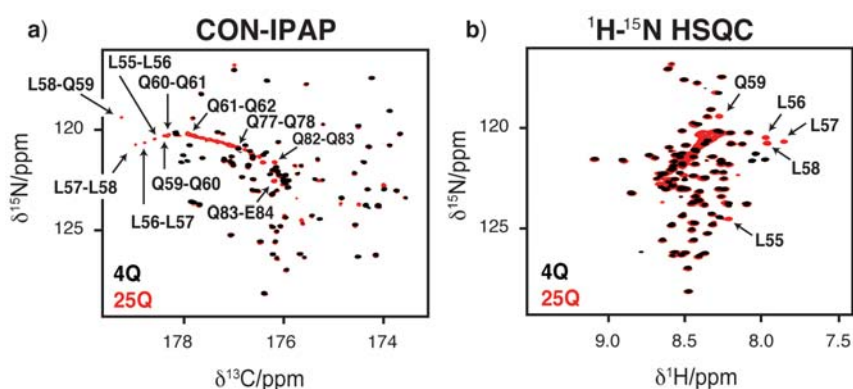 a)
CON-IPAP
L55-L56
Q60-Q61
L58-Q59
Q61-Q62
Q77-Q78
Q82-Q83
L57-L58
Q59-Q60
L56-L57
Q83-E84
4Q
25Q
120
125
δ15N/ppm
178
176
174
δ13C/ppm
b)
1H-15N HSQC
Q59
L56
L57
L58
L55
4Q
25Q
120
125
δ15N/ppm
9.0
8.5
8.0
7.5
δ1H/ppm